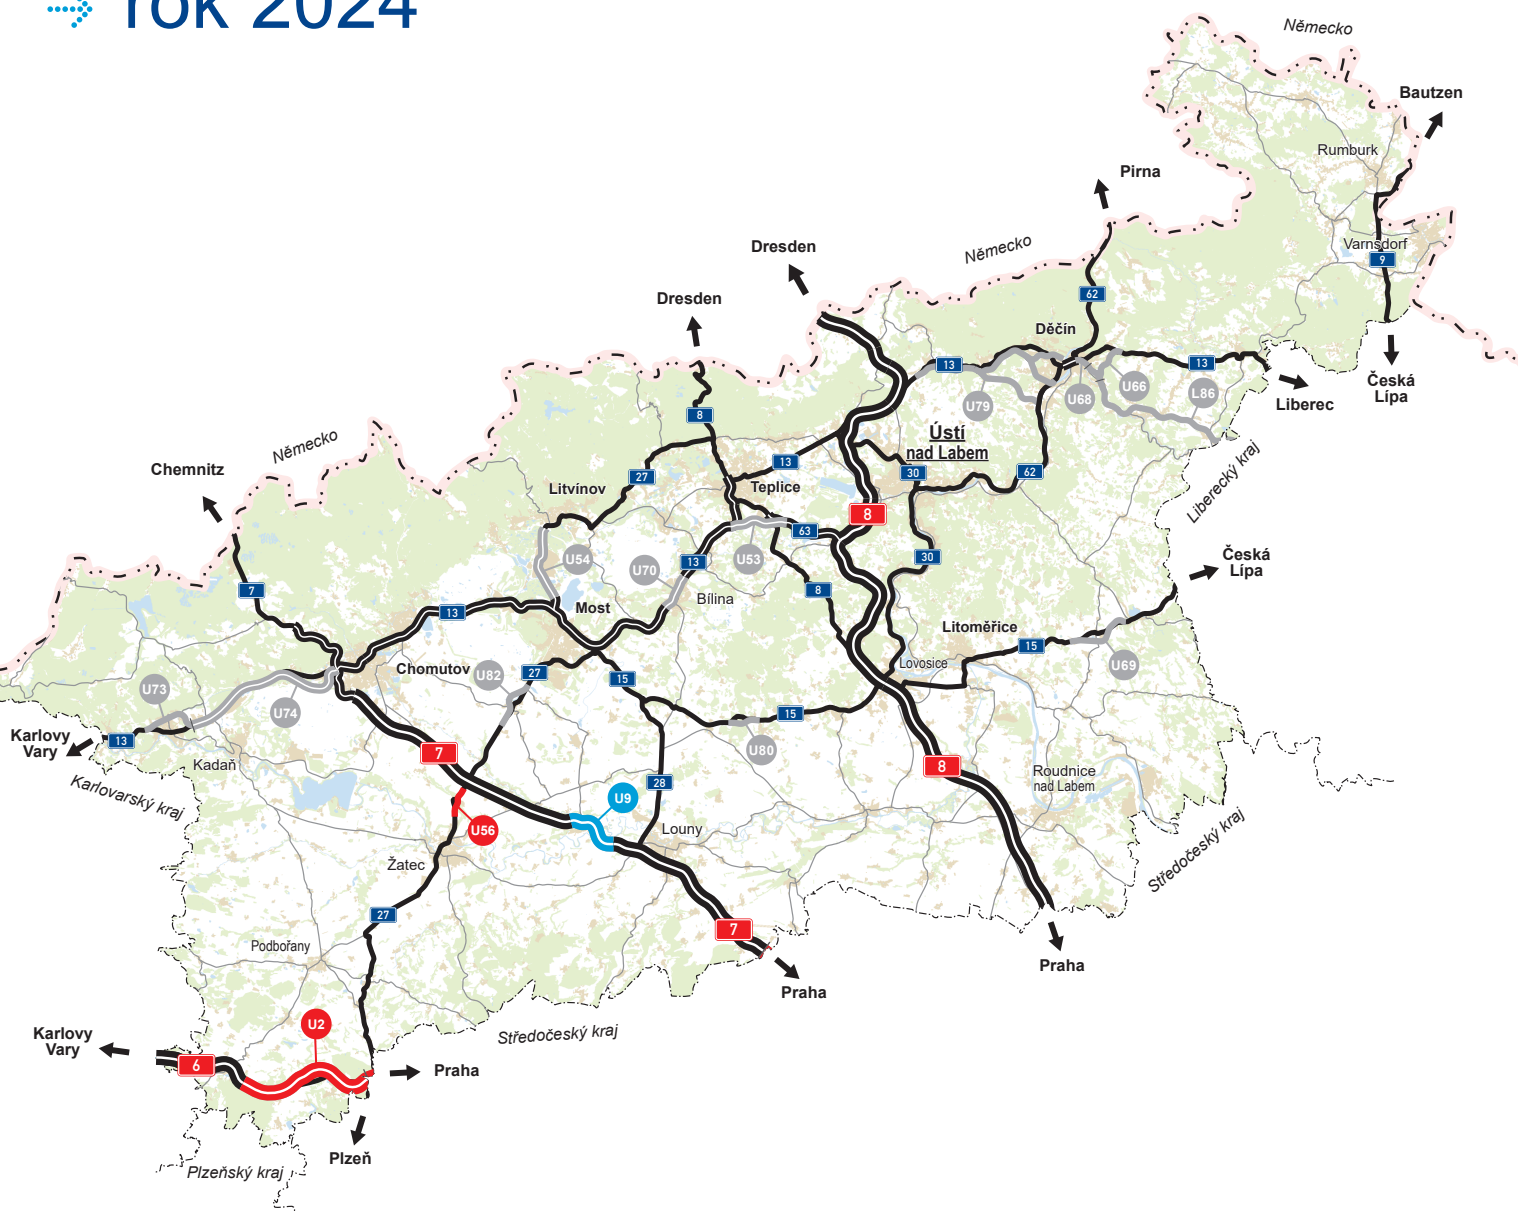 rok 2024
Německo
Bautzen
Rumburk
Pirna
Varnsdorf
9
Německo
Dresden
62
Dresden
Děčín
13
13
U66
L86
U79
U68
Česká
Lípa
Liberec
8
Ústí
nad Labem
Německo
Chemnitz
13
27
30
62
Teplice
Litvínov
Liberecký kraj
8
63
U54
U70
13
U53
30
Česká
Lípa
7
8
Bílina
13
Most
Litoměřice
15
Lovosice
U69
Chomutov
U82
27
15
U73
U74
15
Karlovy
Vary
13
7
U80
Kadaň
8
Roudnice
nad Labem
Karlovarský kraj
28
U9
U56
Louny
Středočeský kraj
Žatec
27
7
Podbořany
Praha
Praha
U2
Karlovy
Vary
Středočeský kraj
6
Praha
Plzeň
Plzeňský kraj